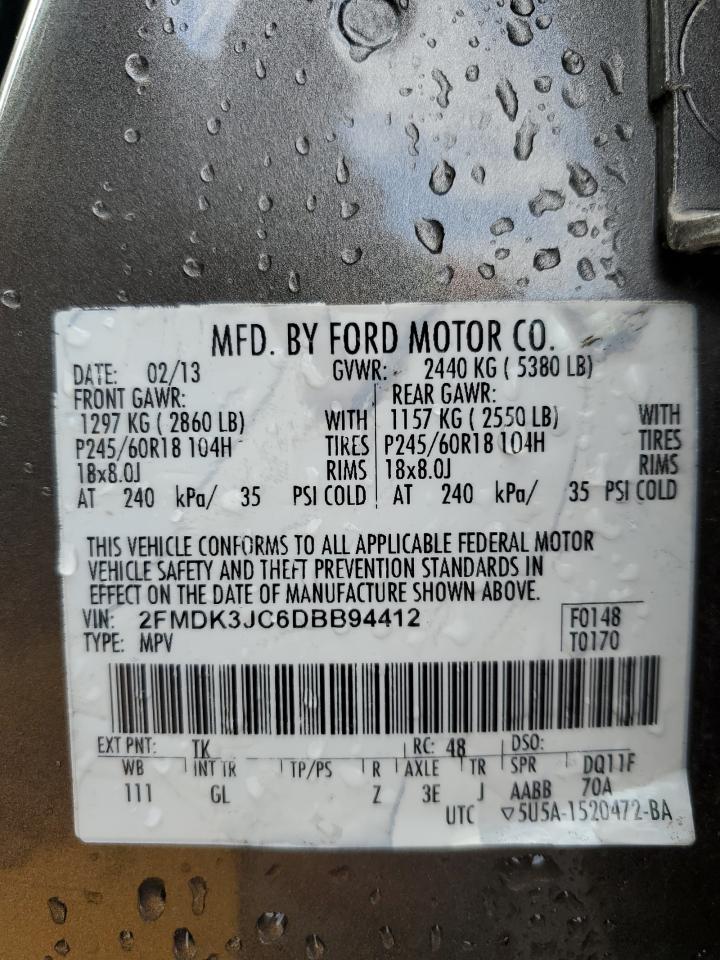 MFD. BY FORD MOTOR CO.
DATE: 02/13 GVWR: 2440 KG ( 5380 LB)
FRONT GAWR: REAR GAWR:
1297 KG ( 2860 LB) WITH 1157 KG ( 2550 LB) WITH
P245/60R18 104H TIRES P245/60R18 104H TIRES
18x8.0J RIMS 18x8.0J RIMS
AT 240 kPa/ 35 PSI COLD AT 240 kPa/ 35 PSI COLD
THIS VEHICLE CONFORMS TO ALL APPLICABLE FEDERAL MOTOR
VEHICLE SAFETY AND THEFT PREVENTION STANDARDS IN
EFFECT ON THE DATE OF MANUFACTURE SHOWN ABOVE.
VIN: 2FMDK3JC6DBB94412 F0148
TYPE: MPV T0170
EXT PNT: TK RC: 48 DSO:
WB INT TR TP/PS R AXLE TR SPR DQ11F
111 GL Z 3E J AABB 70A
UTC ▽5U5A-1520472-BA